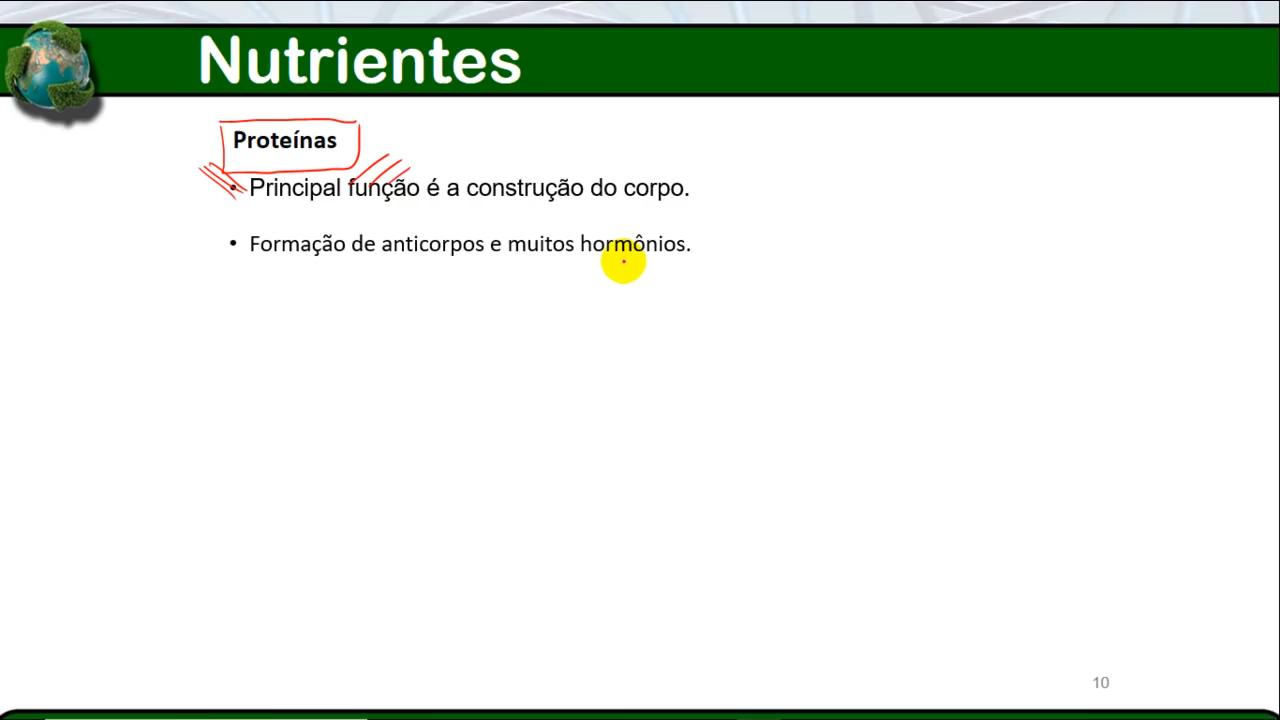 Nutrientes
Proteínas
• Principal função é a construção do corpo.
• Formação de anticorpos e muitos hormônios.
10